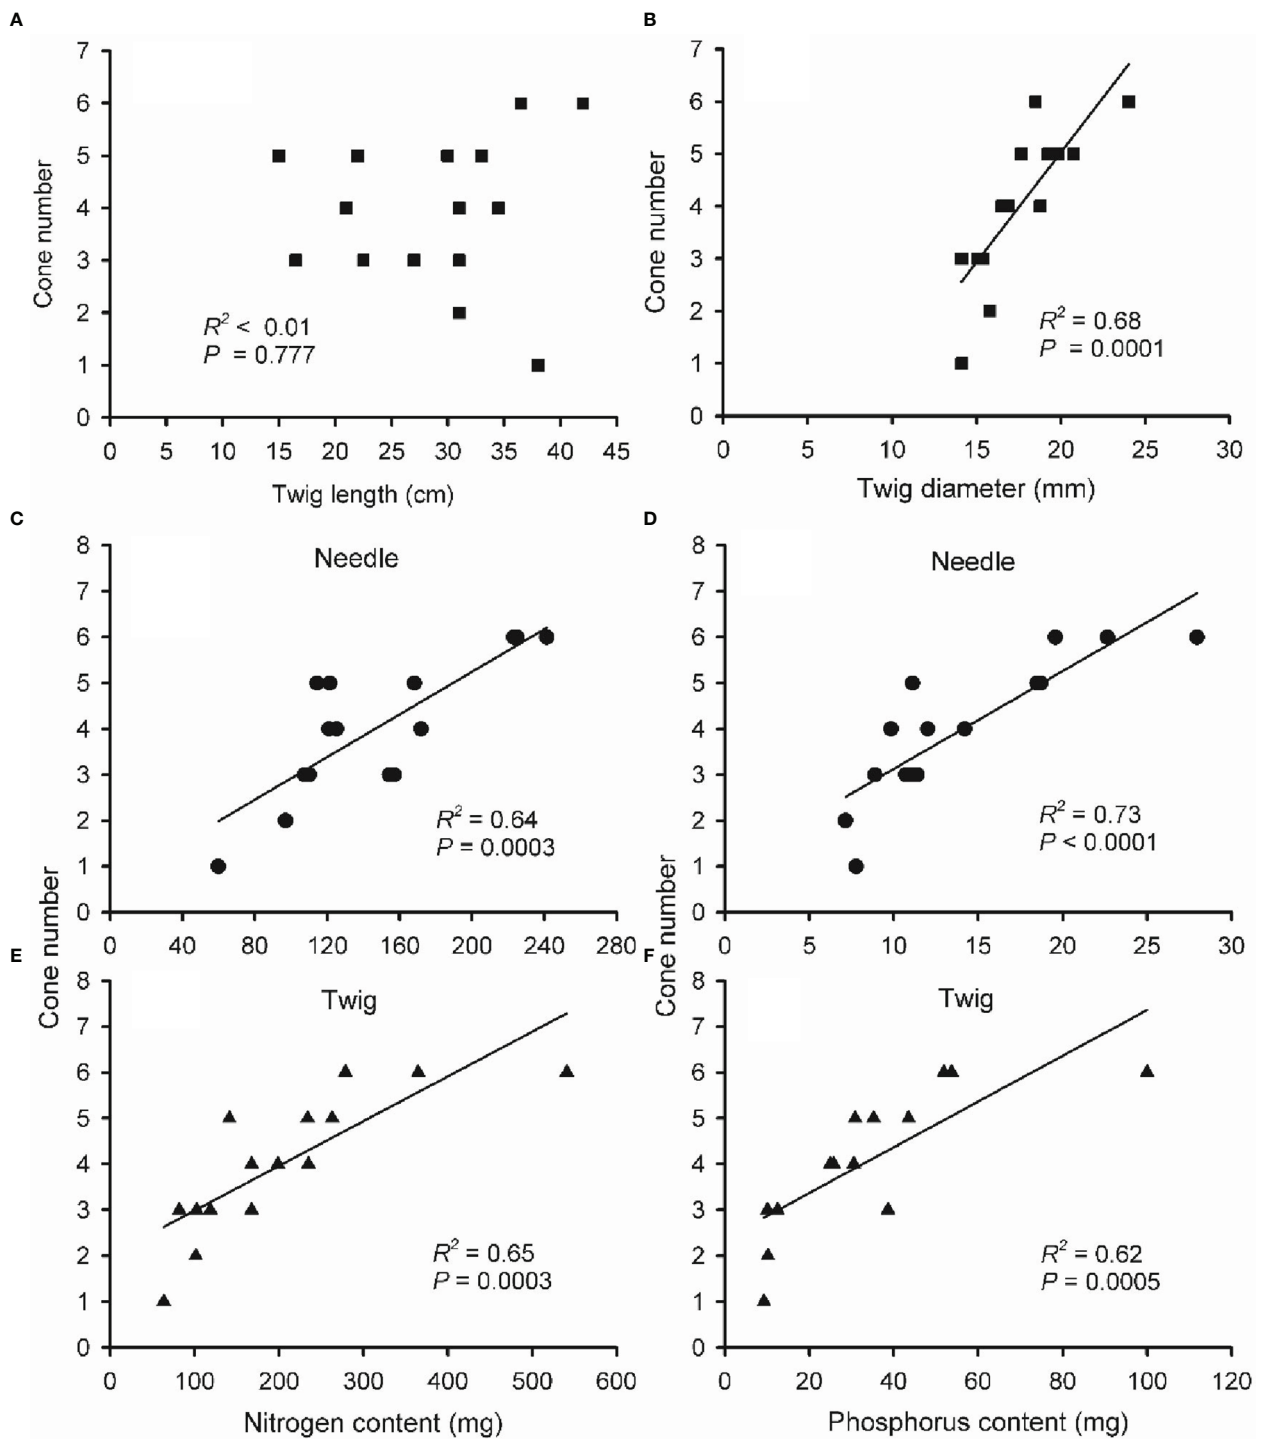 A
7
6
5
4
3
2
1
0
Cone number
R² < 0.01
P = 0.777
0 5 10 15 20 25 30 35 40 45
Twig length (cm)
B
7
6
5
4
3
2
1
0
Cone number
R² = 0.68
P = 0.0001
0 5 10 15 20 25 30
Twig diameter (mm)
C
Needle
8
7
6
5
4
3
2
1
0
R² = 0.64
P = 0.0003
0 40 80 120 160 200 240 280
Cone number
D
Needle
8
7
6
5
4
3
2
1
0
R² = 0.73
P < 0.0001
0 5 10 15 20 25 30
Cone number
E
Twig
8
7
6
5
4
3
2
1
0
R² = 0.65
P = 0.0003
0 100 200 300 400 500 600
Nitrogen content (mg)
F
Twig
8
7
6
5
4
3
2
1
0
R² = 0.62
P = 0.0005
0 20 40 60 80 100 120
Phosphorus content (mg)